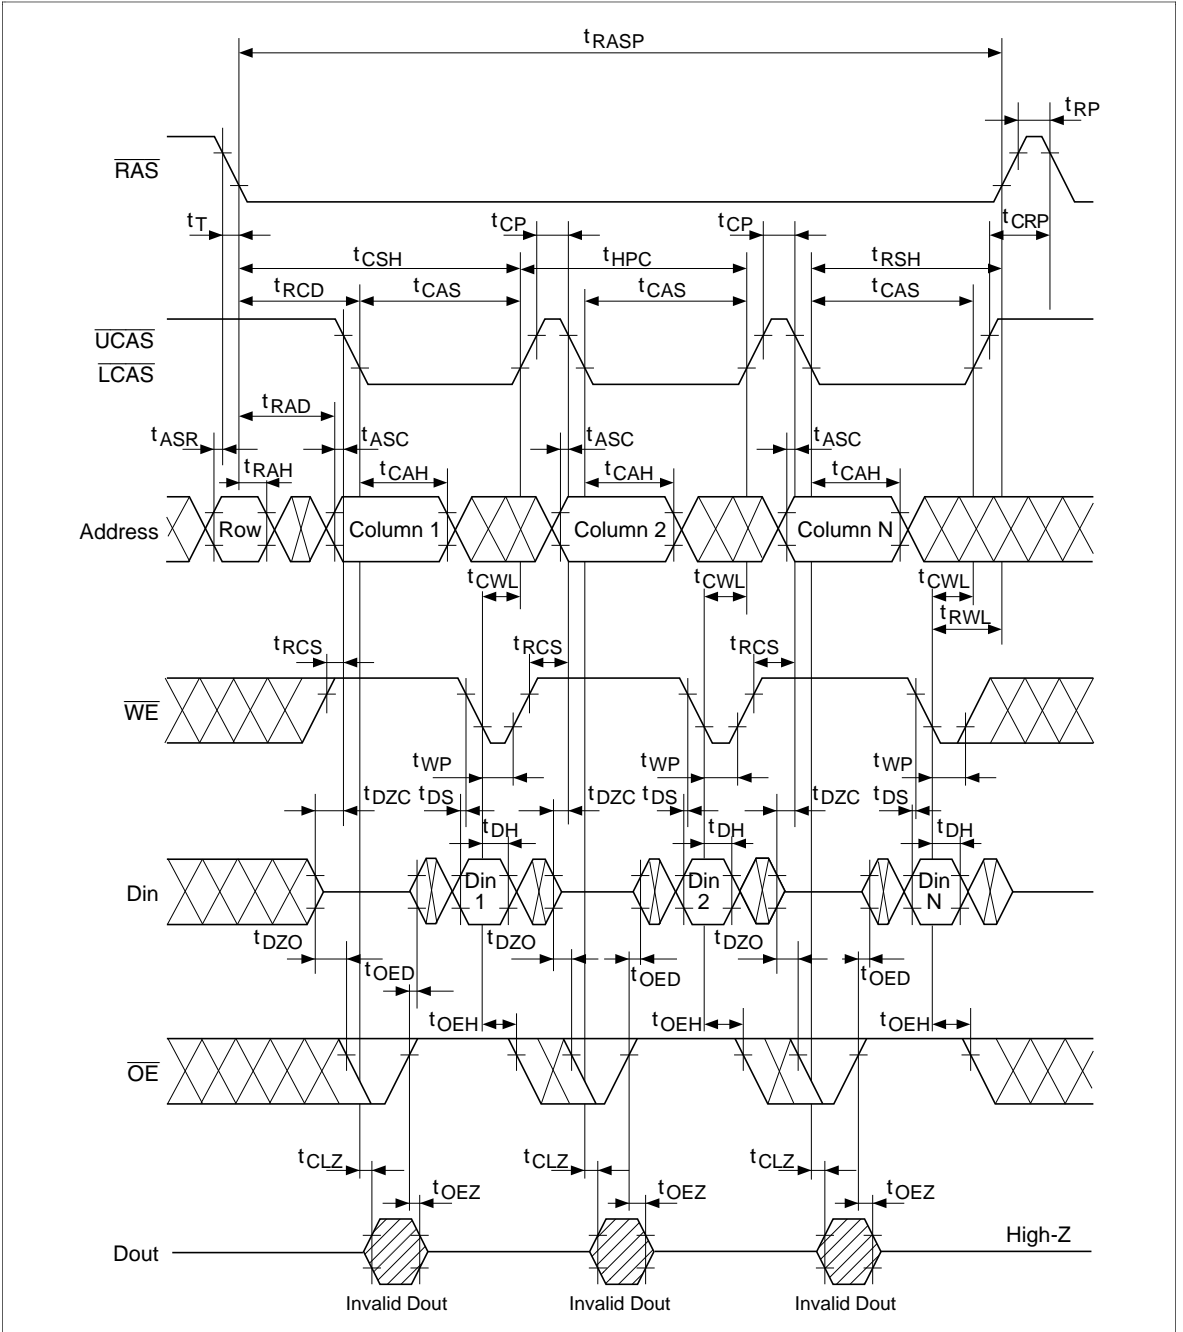 tRASP
tRP
RAS
tT tCP tCP tCRP
tCSH tHPC tRSH
tRCD tCAS tCAS tCAS
UCAS
LCAS
tRAD
tASR tASC tASC tASC
tRAH tCAH tCAH tCAH
Address Row Column 1 Column 2 Column N
tCWL tCWL tCWL
tRWL
tRCS tRCS tRCS
WE
tWP tWP tWP
tDZC tDS tDZC tDS tDZC tDS
tDH tDH tDH
Din Din 1 Din 2 Din N
tDZO tDZO tDZO
tOED tOED tOED
tOEH tOEH tOEH
OE
tCLZ tCLZ tCLZ
tOEZ tOEZ tOEZ
Dout High-Z
Invalid Dout Invalid Dout Invalid Dout